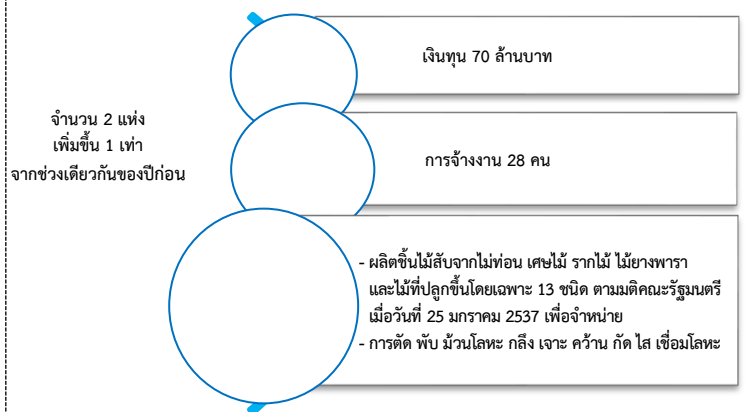 จำนวน 2 แห่ง
เพิ่มขึ้น 1 เท่า
จากช่วงเดียวกันของปีก่อน
เงินทุน 70 ล้านบาท
การจ้างงาน 28 คน
- ผลิตชิ้นไม้สับจากไม่ท่อน เศษไม้ รากไม้ ไม้ยางพารา
และไม้ที่ปลูกขึ้นโดยเฉพาะ 13 ชนิด ตามมติคณะรัฐมนตรี
เมื่อวันที่ 25 มกราคม 2537 เพื่อจำหน่าย
- การตัด พับ ม้วนโลหะ กลึง เจาะ คว้าน กัด ไส เชื่อมโลหะ